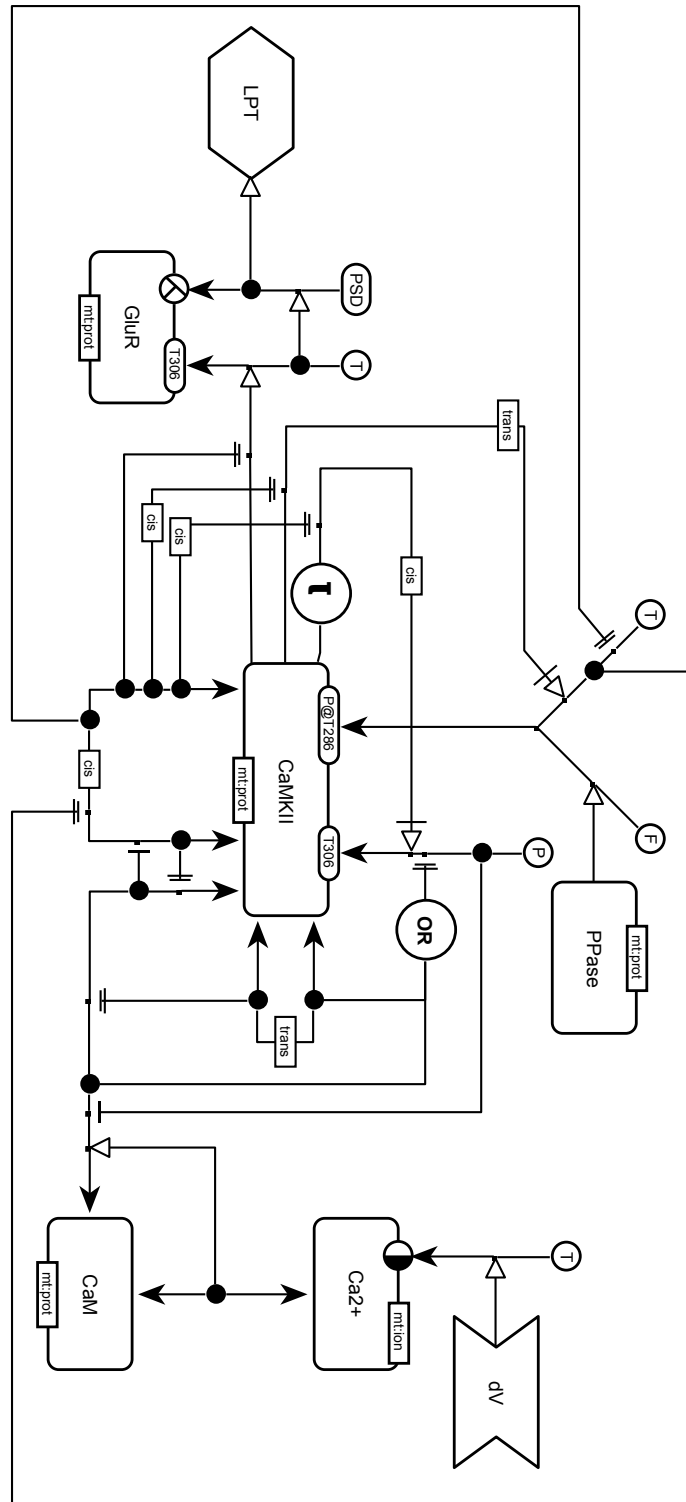 T
F
mt:prot
PPase
T
P
trans
dV
OR
cis
mt:ion
PSD
T
Ca2+
P@T286
T306
τ
CaMKII
trans
LPT
mt:prot
T306
cis
cis
GluR
mt:prot
cis
CaM
mt:prot